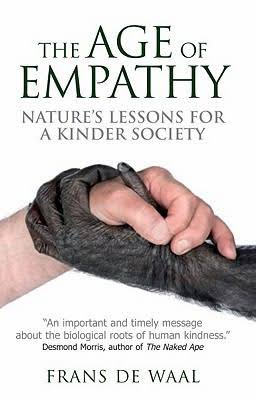 THE AGE OF
EMPATHY
NATURE'S LESSONS FOR
A KINDER SOCIETY
“An important and timely message
about the biological roots of human kindness.”
Desmond Morris, author of The Naked Ape
FRANS DE WAAL